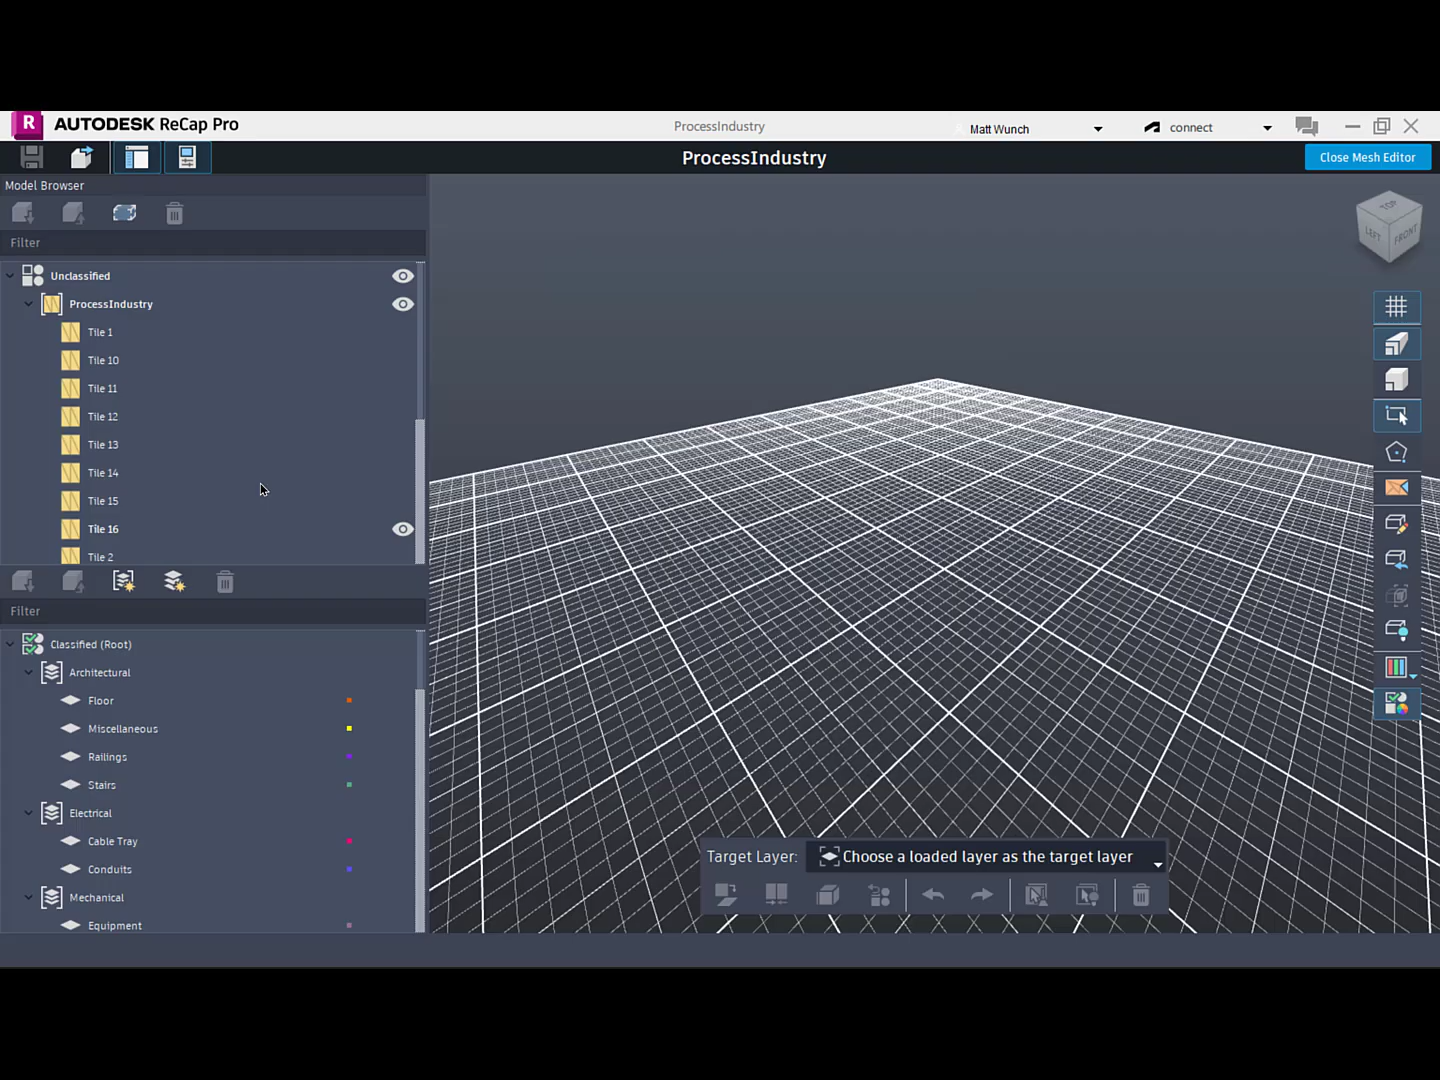 R AUTODESK ReCap Pro
ProcessIndustry
Matt Wunch
connect
ProcessIndustry
Close Mesh Editor
Model Browser
Filter
Unclassified
ProcessIndustry
Tile 1
Tile 10
Tile 11
Tile 12
Tile 13
Tile 14
Tile 15
Tile 16
Tile 2
Filter
Classified (Root)
Architectural
Floor
Miscellaneous
Railings
Stairs
Electrical
Cable Tray
Conduits
Mechanical
Equipment
TOP
LEFT
FRONT
Target Layer: Choose a loaded layer as the target layer